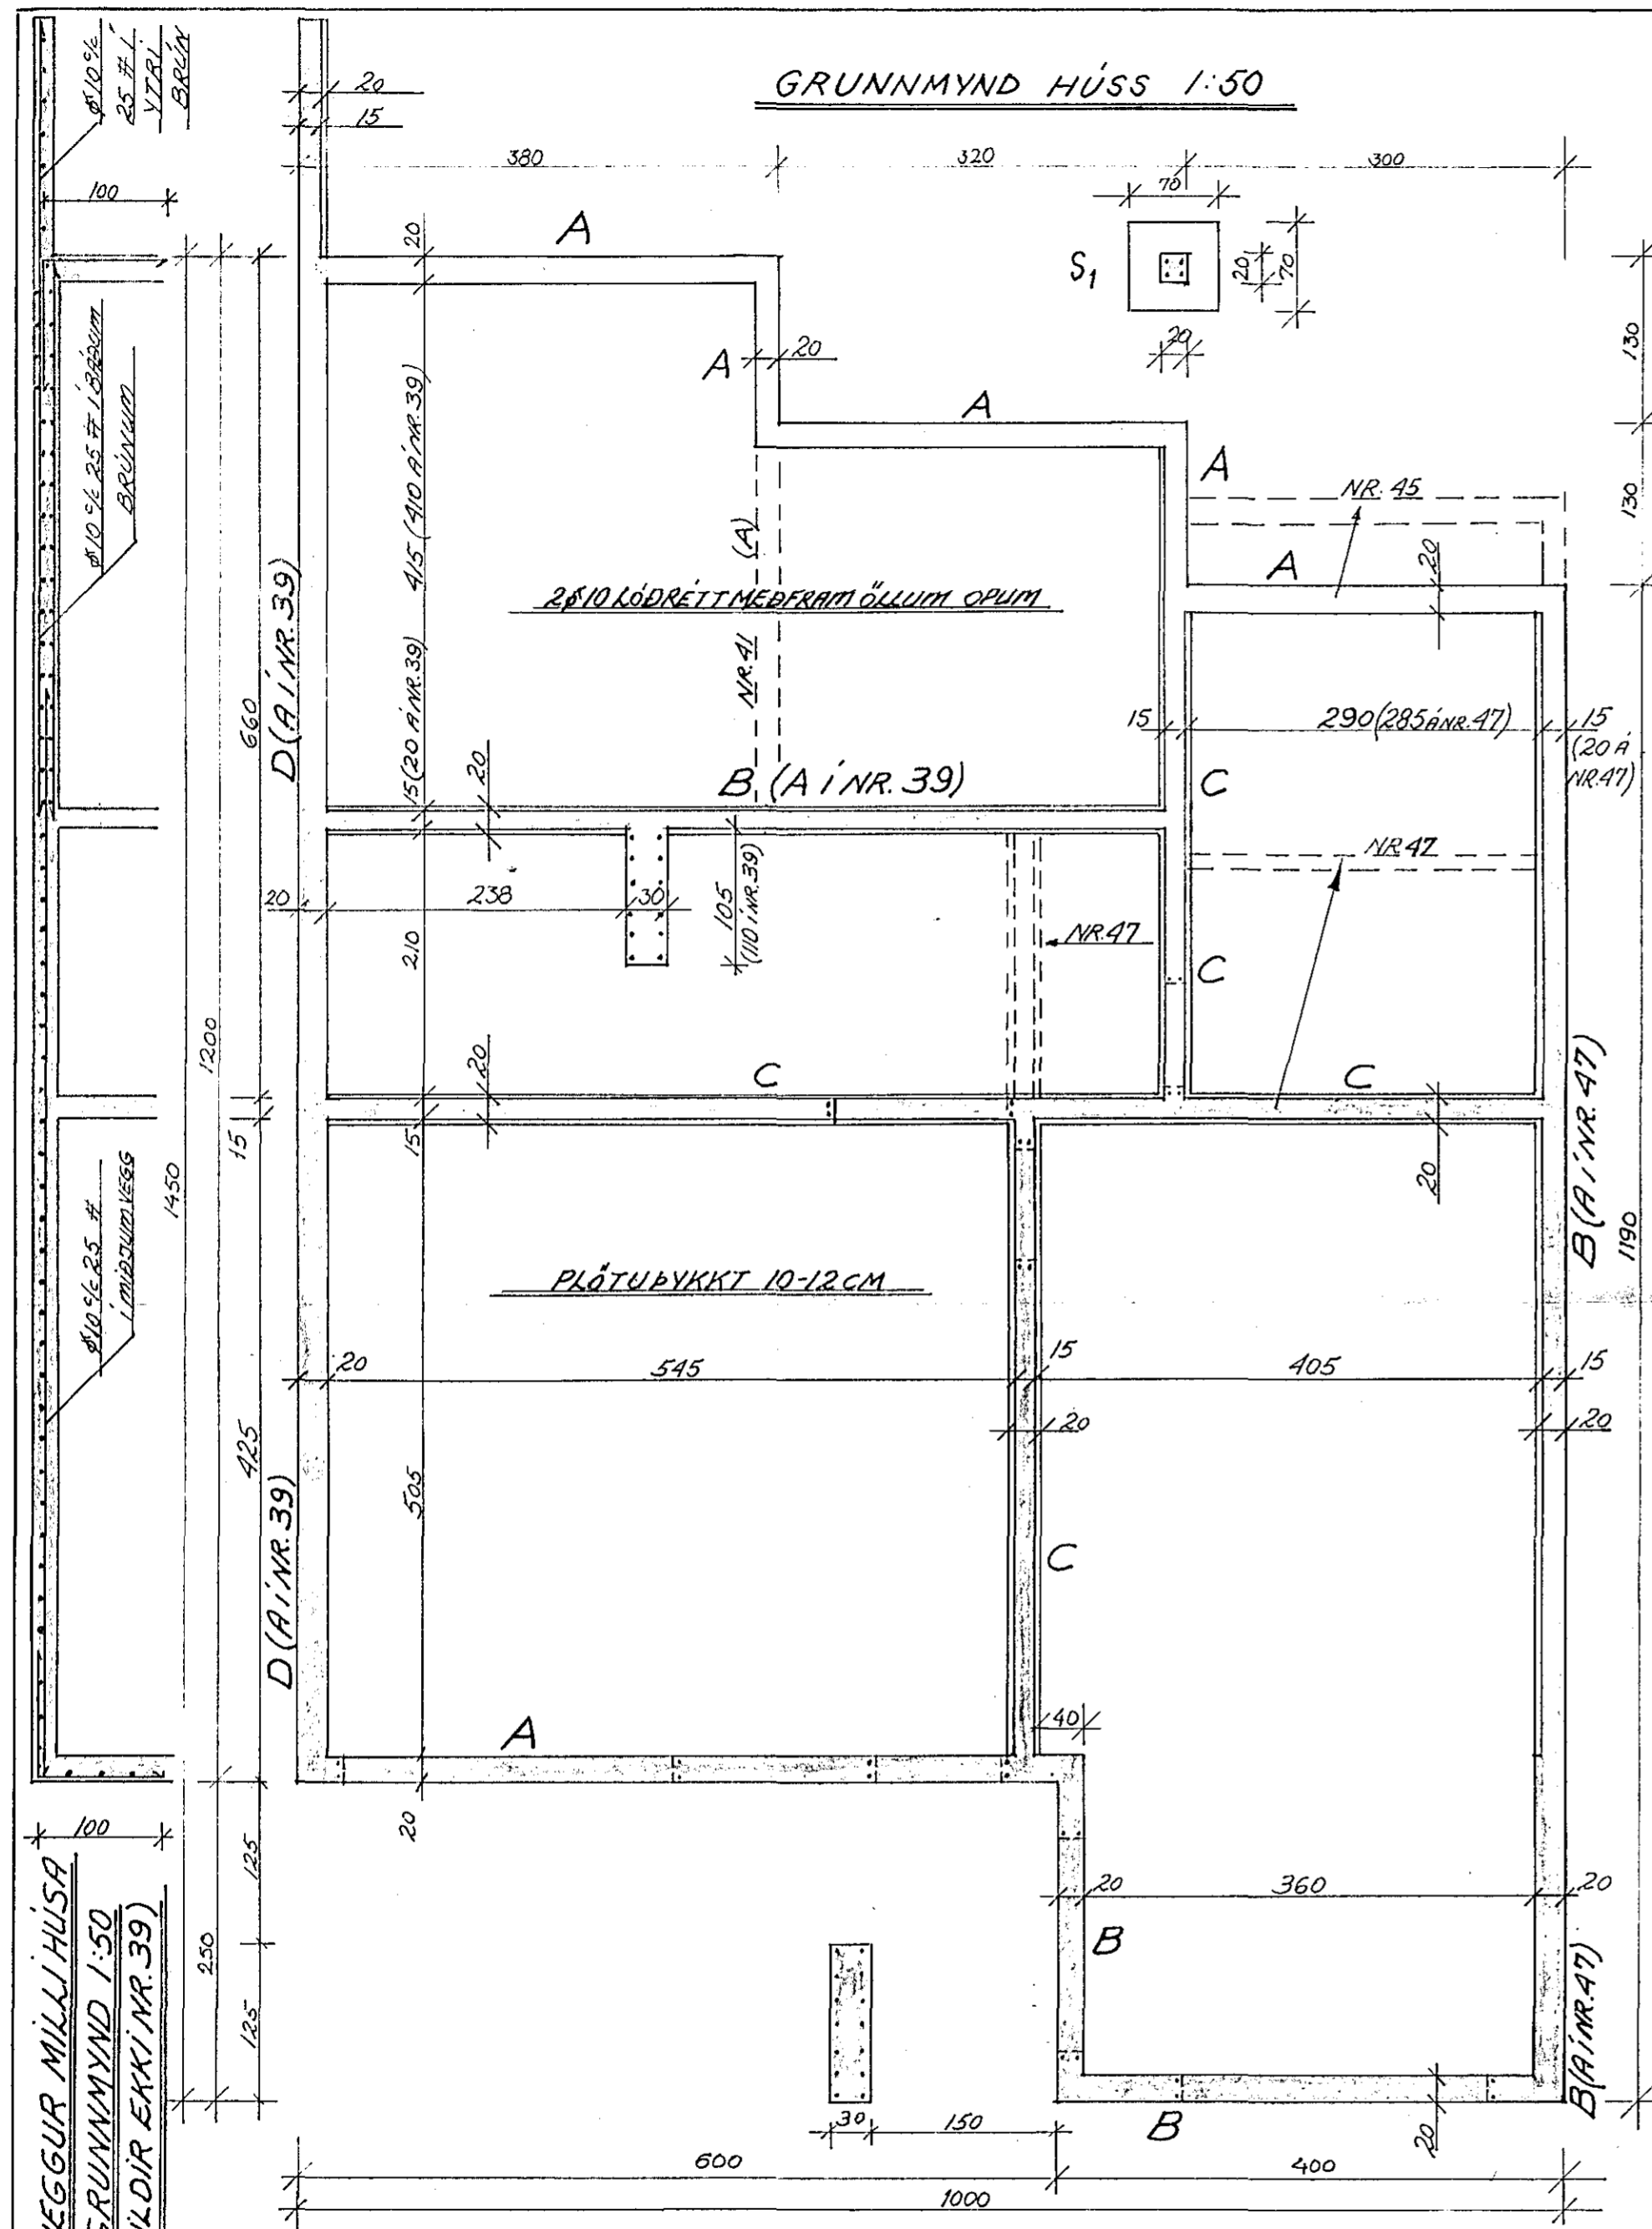 GRUNNMYND HÚSS 1:50
Ø10 c/c
25 # Í
YTRI
BRÚN
20
15
380
320
300
100
70
S1
20
70
20
A
20
A
20
A
130
A
130
NR. 45
A
20
Ø10 c/c 25 # Í BÁÐUM
BRÚNUM
415 (410 Á NR. 39)
NR. 41 (A)
2Ø10 LÓÐRÉTT MEÐFRAM ÖLLUM OPUM
D (A Í NR. 39)
660
15 (20 Á NR. 39)
20
B (A Í NR. 39)
15
290 (285 Á NR. 47)
15
(20 Á
NR. 47)
C
NR 47
20
238
30
105
(110 Í NR. 39)
210
NR. 47
C
1200
20
C
C
15
15
20
B (A Í NR. 47)
1190
1450
Ø10 c/c 25 #
Í MIÐJUM VEGG
PLÖTUÞYKKT 10-12 CM
20
545
15
405
15
20
20
425
505
C
D (A Í NR. 39)
A
40
20
100
125
20
360
20
B
250
125
B (A Í NR. 47)
30
150
B
20
600
400
1000
VEGGUR MILLI HÚSA
GRUNNMYND 1:50
(GILDIR EKKI Í NR. 39)